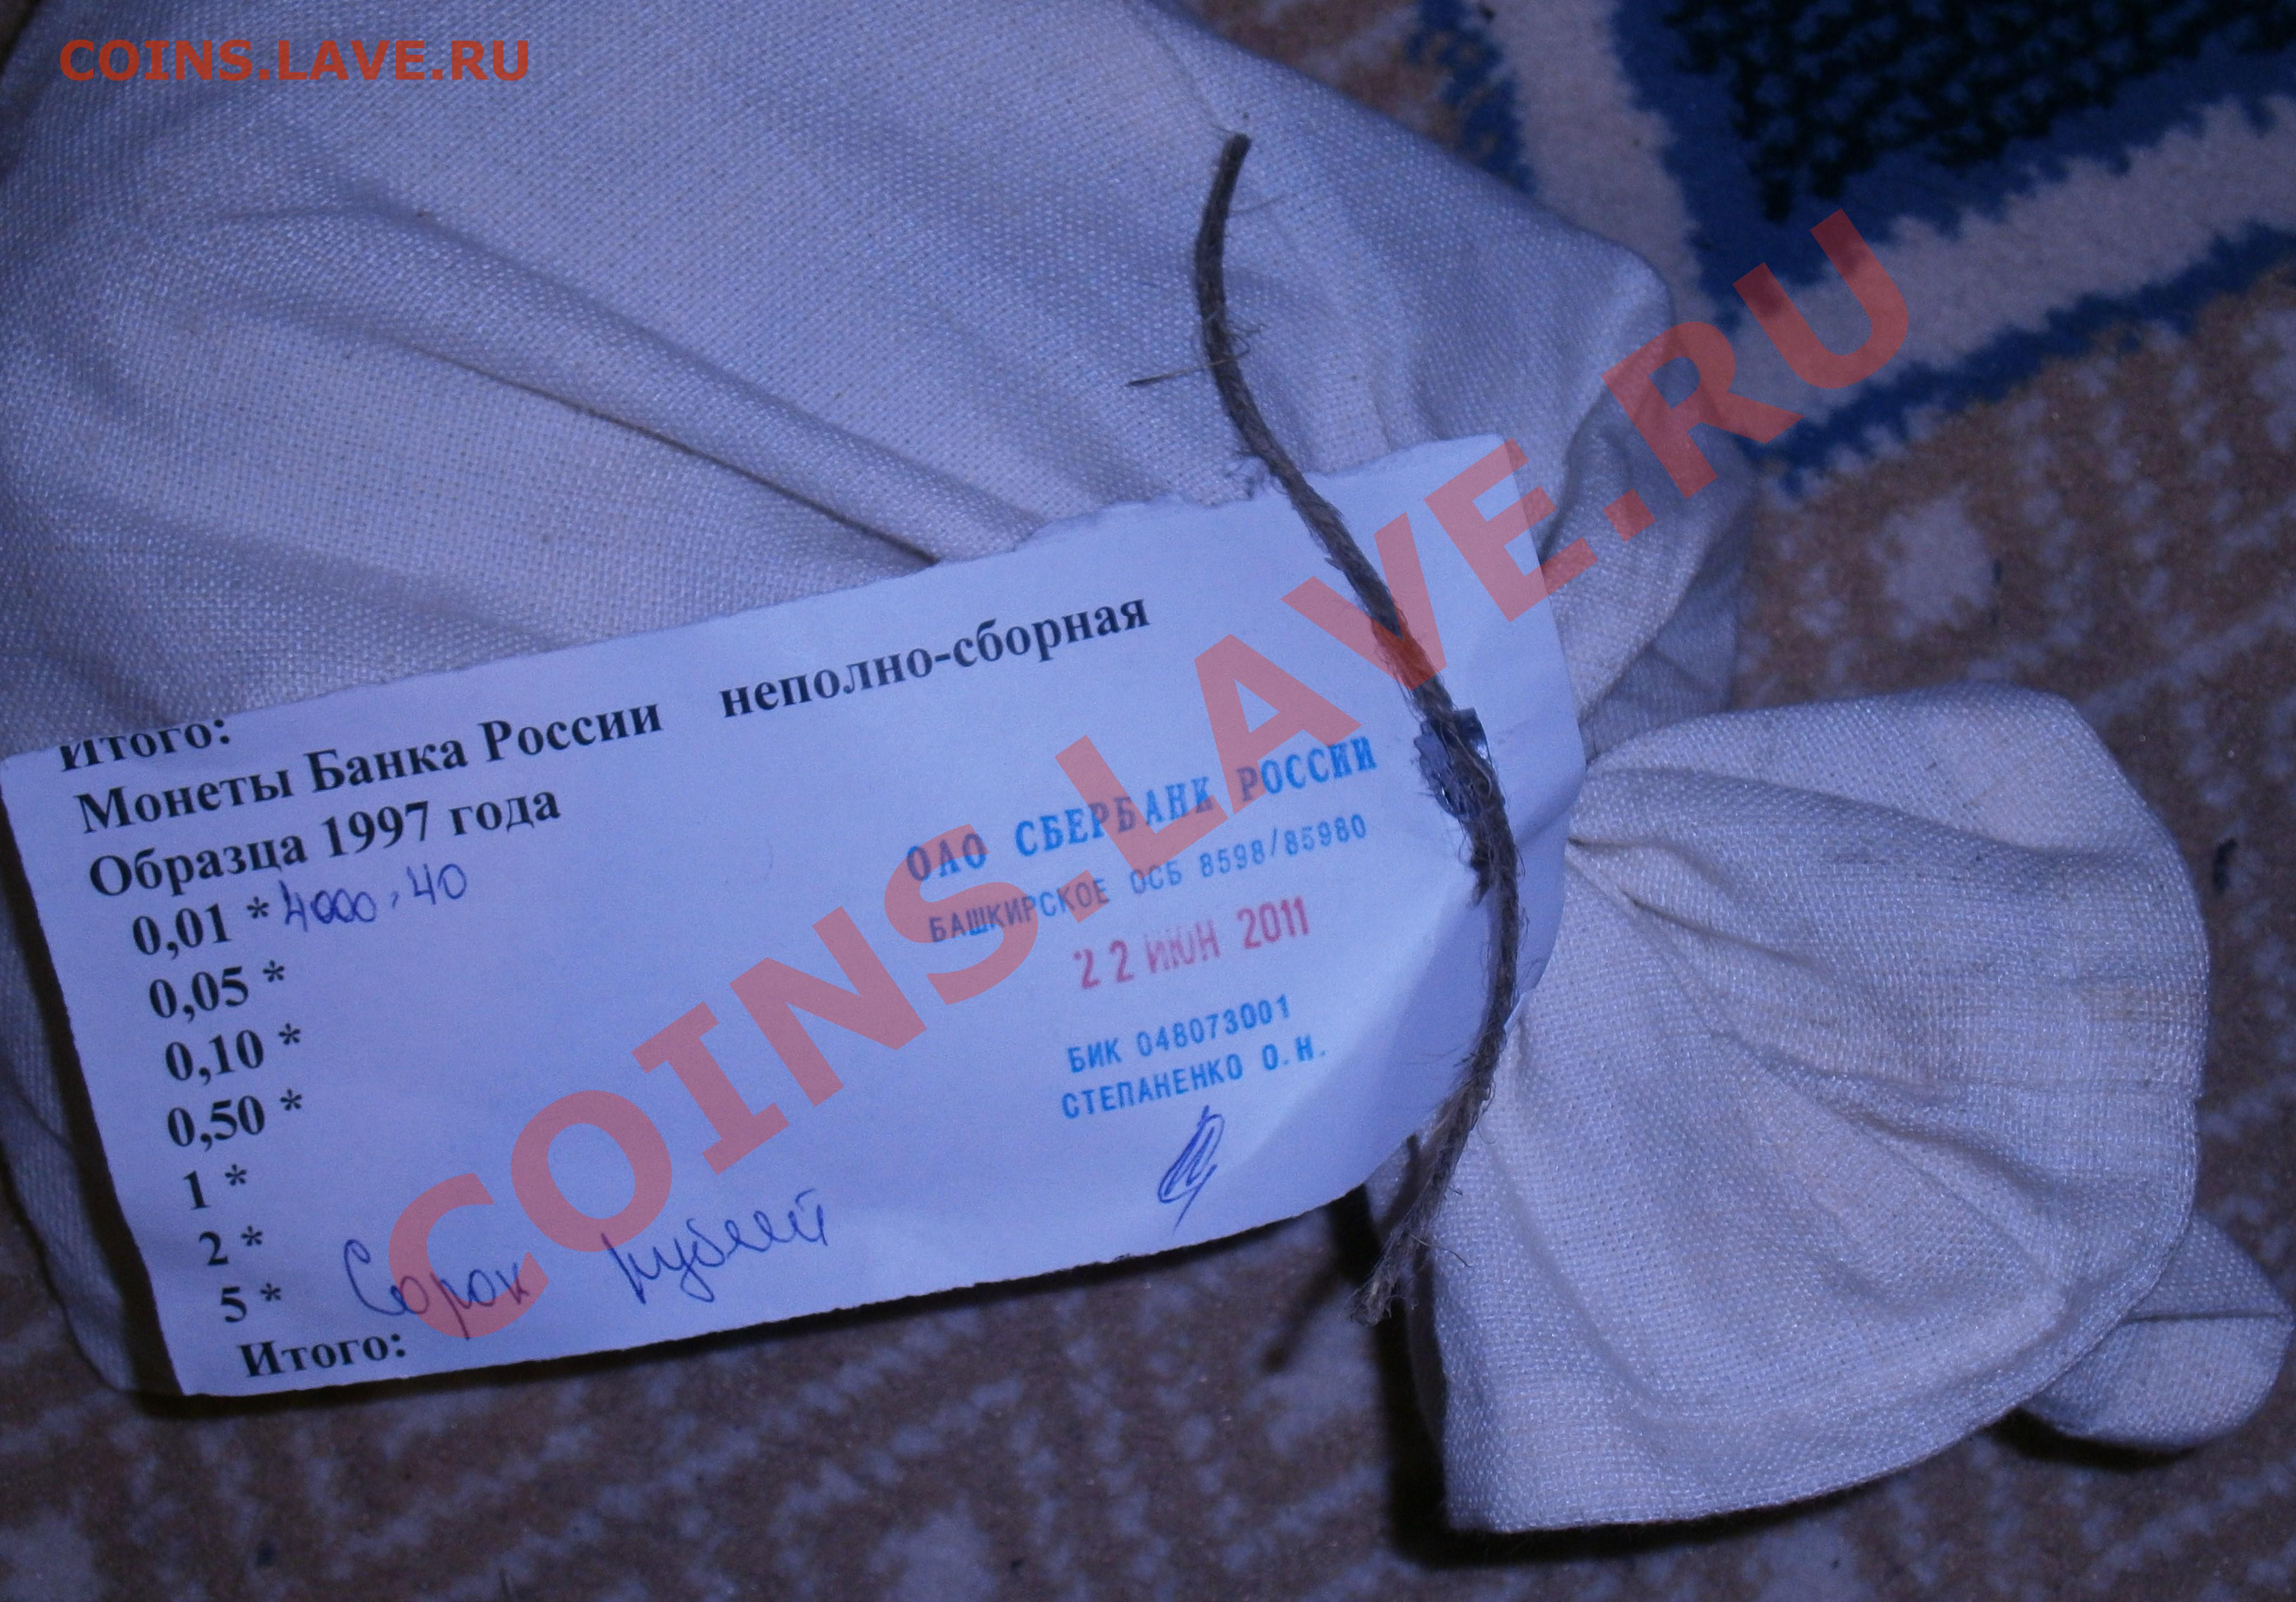 COINS.LAVE.RU
COINS.LAVE.RU
Итого:
Монеты Банка России неполно-сборная
Образца 1997 года
0,01 * 4000,40
0,05 *
0,10 *
0,50 *
1 *
2 *
5 *
Сорок рублей
Итого:
ОАО СБЕРБАНК РОССИИ
БАШКИРСКОЕ ОСБ 8598/85980
22 ИЮН 2011
БИК 048073001
СТЕПАНЕНКО О.Н.